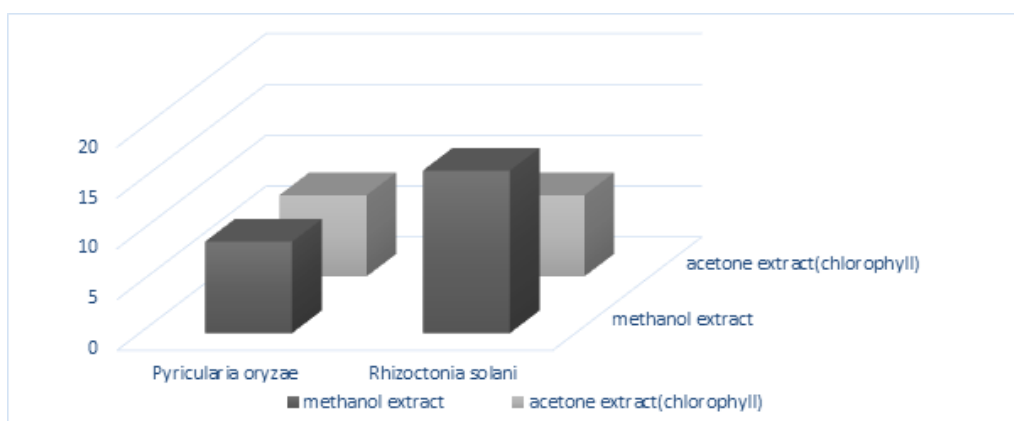 20
15
10
5
0
acetone extract(chlorophyll)
methanol extract
Pyricularia oryzae Rhizoctonia solani
methanol extract acetone extract(chlorophyll)